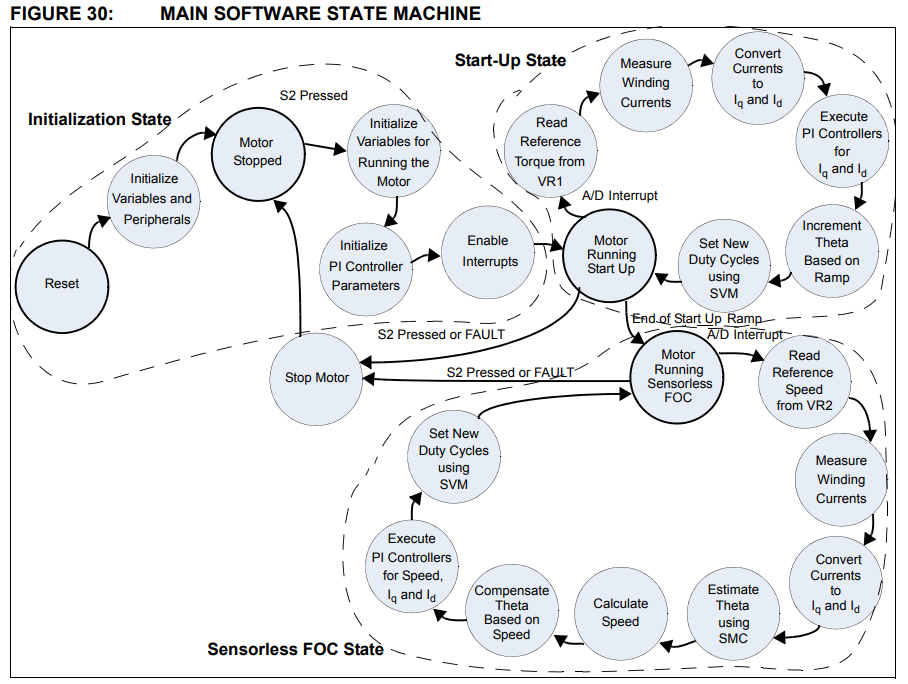 FIGURE 30: MAIN SOFTWARE STATE MACHINE
Initialization State
Reset
Initialize
Variables and
Peripherals
Motor
Stopped
S2 Pressed
Initialize
Variables for
Running the
Motor
Initialize
PI Controller
Parameters
Enable
Interrupts
Start-Up State
Motor
Running
Start Up
A/D Interrupt
Read
Reference
Torque from
VR1
Measure
Winding
Currents
Convert
Currents
to
Iq and Id
Execute
PI Controllers
for
Iq and Id
Increment
Theta
Based on
Ramp
Set New
Duty Cycles
using
SVM
End of Start Up Ramp
S2 Pressed or FAULT
Stop Motor
S2 Pressed or FAULT
Motor
Running
Sensorless
FOC
A/D Interrupt
Read
Reference
Speed
from VR2
Measure
Winding
Currents
Convert
Currents
to
Iq and Id
Estimate
Theta
using
SMC
Calculate
Speed
Compensate
Theta
Based on
Speed
Execute
PI Controllers
for Speed,
Iq and Id
Set New
Duty Cycles
using
SVM
Sensorless FOC State